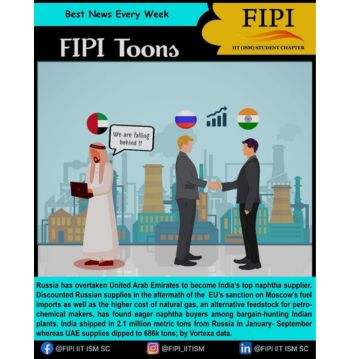 Best News Every Week
FIPI
IIT (ISM) STUDENT CHAPTER
FIPI Toons
We are falling
behind !!
Russia has overtaken United Arab Emirates to become India's top naphtha supplier.
Discounted Russian supplies in the aftermath of the EU's sanction on Moscow's fuel
imports as well as the higher cost of natural gas, an alternative feedstock for petro-
chemical makers, has found eager naphtha buyers among bargain-hunting Indian
plants. India shipped in 2.1 million metric tons from Russia in January- September
whereas UAE supplies dipped to 686k tons; by Vortexa data.
@FIPI IIT ISM SC
@FIPI_IITISM
@FIPI IIT ISM SC